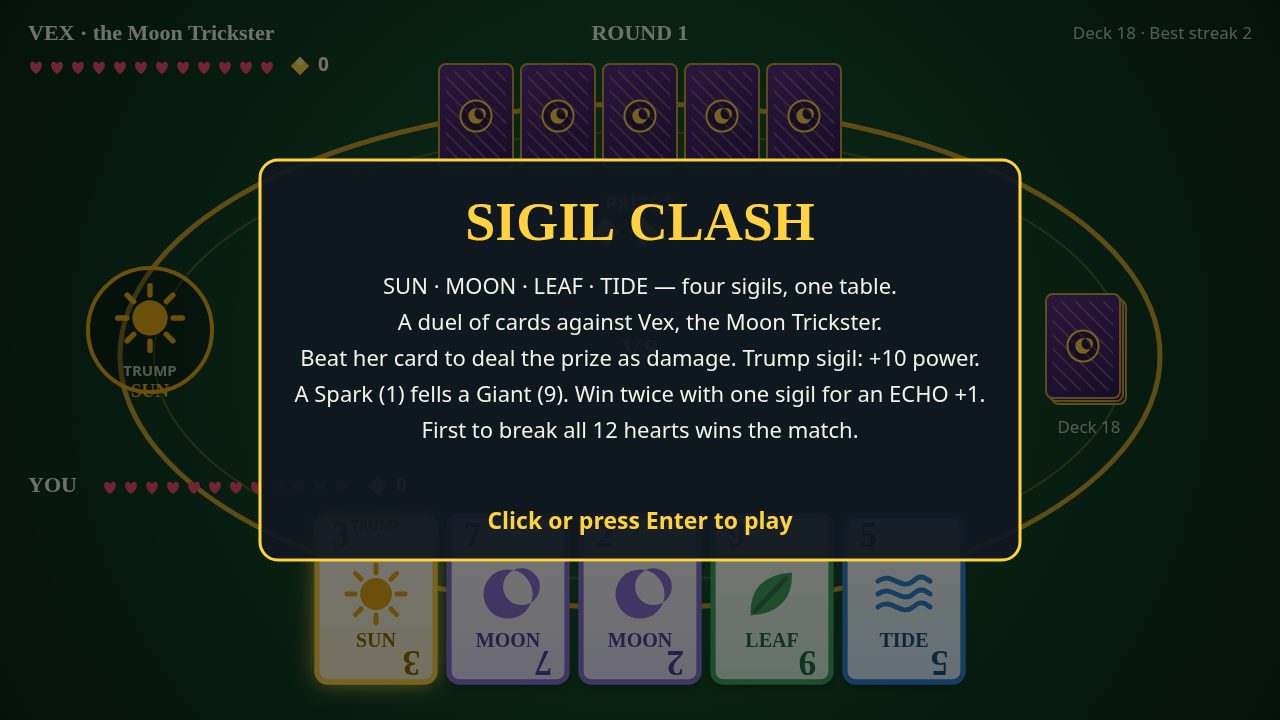 VEX · the Moon Trickster
0
ROUND 1
Deck 18 · Best streak 2
PRIZE
SIGIL CLASH
SUN · MOON · LEAF · TIDE — four sigils, one table.
A duel of cards against Vex, the Moon Trickster.
Beat her card to deal the prize as damage. Trump sigil: +10 power.
A Spark (1) fells a Giant (9). Win twice with one sigil for an ECHO +1.
First to break all 12 hearts wins the match.
Click or press Enter to play
VS
TRUMP
SUN
Deck 18
YOU
0
3 TRUMP
SUN
3
7
MOON
7
2
MOON
2
9
LEAF
9
5
TIDE
5